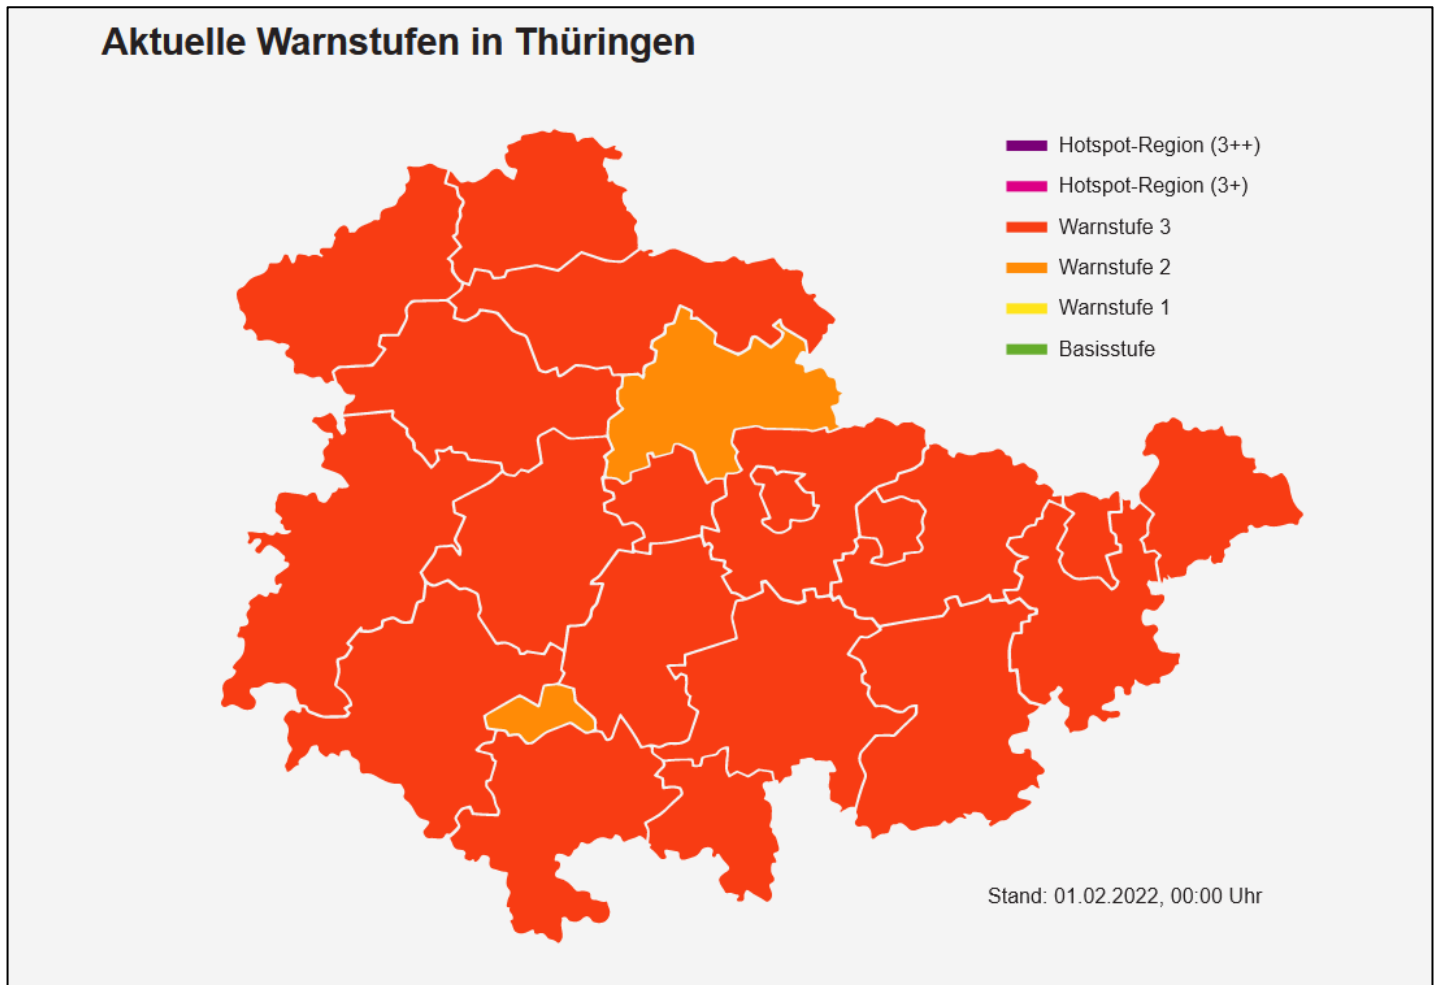 Aktuelle Warnstufen in Thüringen
Hotspot-Region (3++)
Hotspot-Region (3+)
Warnstufe 3
Warnstufe 2
Warnstufe 1
Basisstufe
Stand: 01.02.2022, 00:00 Uhr